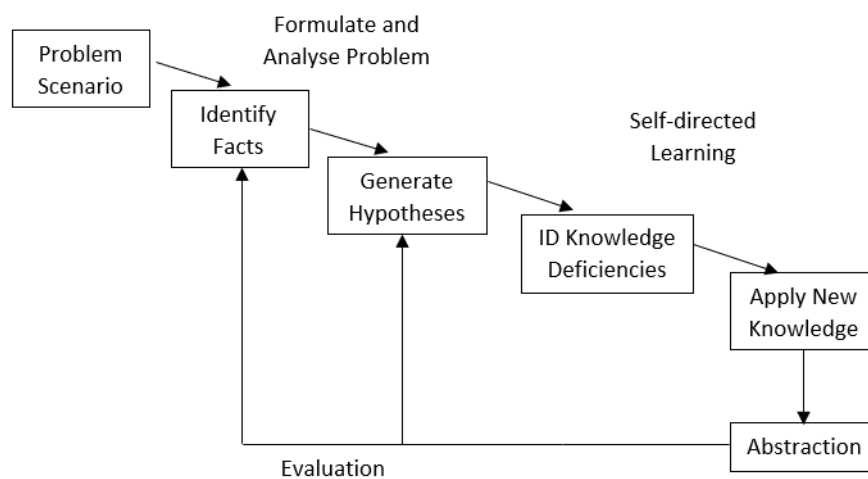 Problem
Scenario
Formulate and
Analyse Problem
Identify
Facts
Self-directed
Learning
Generate
Hypotheses
ID Knowledge
Deficiencies
Apply New
Knowledge
Abstraction
Evaluation